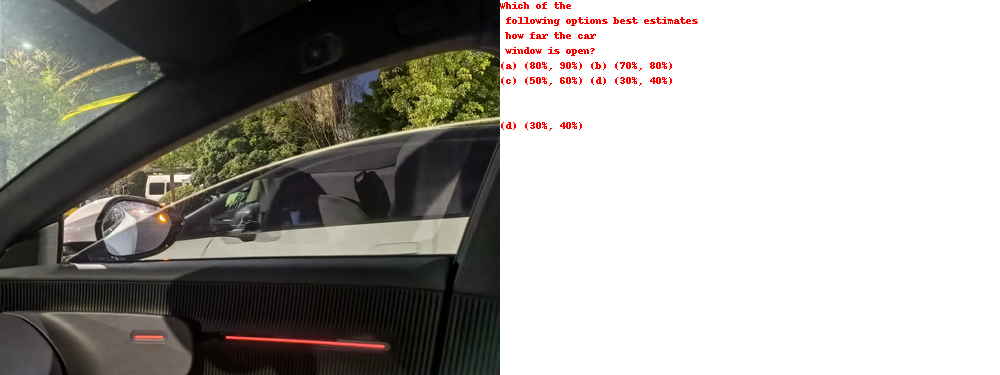 Which of the
following options best estimates
how far the car
window is open?
(a) (80%, 90%) (b) (70%, 80%)
(c) (50%, 60%) (d) (30%, 40%)
(d) (30%, 40%)